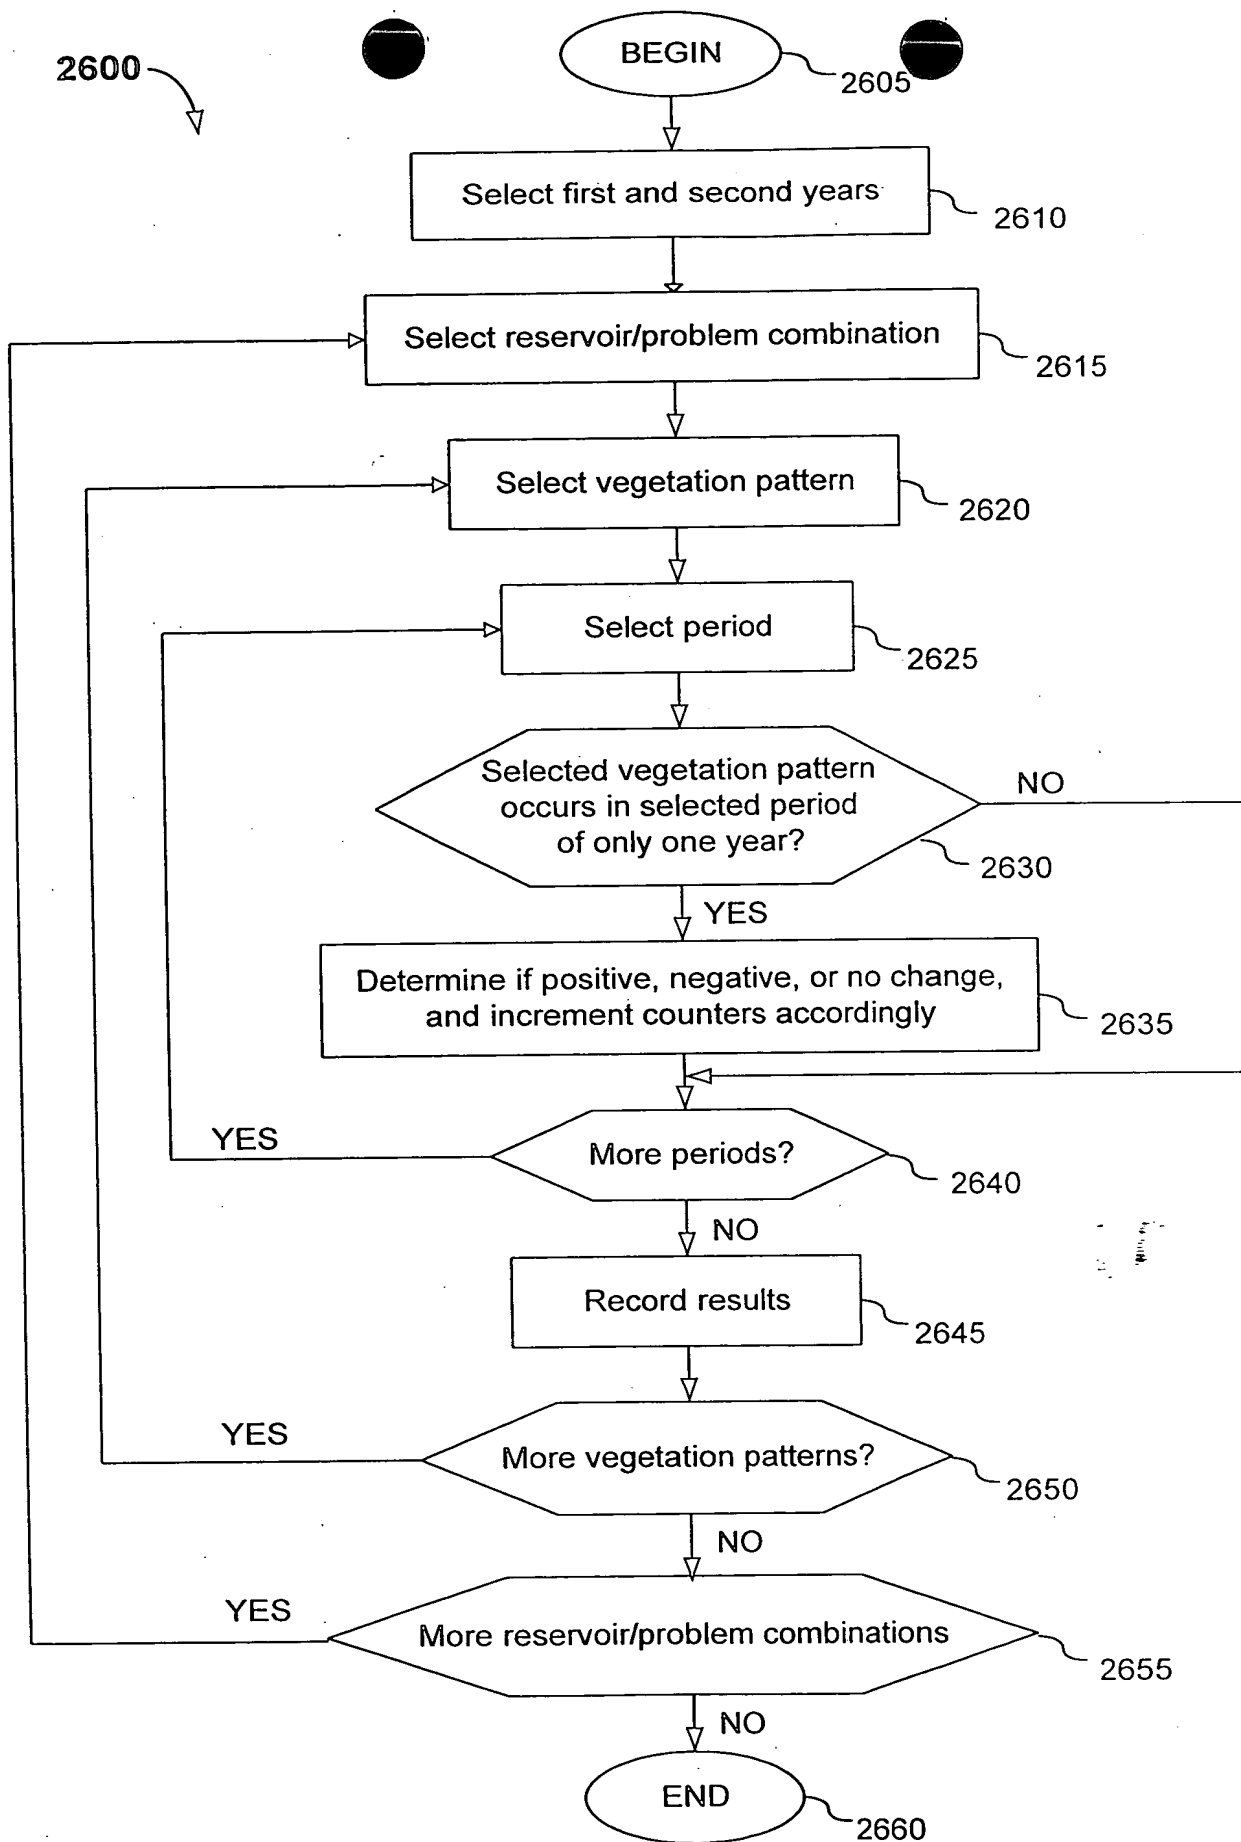 2600
BEGIN
2605
Select first and second years
2610
Select reservoir/problem combination
2615
Select vegetation pattern
2620
Select period
2625
Selected vegetation pattern
occurs in selected period
of only one year?
NO
2630
YES
Determine if positive, negative, or no change,
and increment counters accordingly
2635
YES
More periods?
2640
NO
Record results
2645
YES
More vegetation patterns?
2650
NO
YES
More reservoir/problem combinations
2655
NO
END
2660